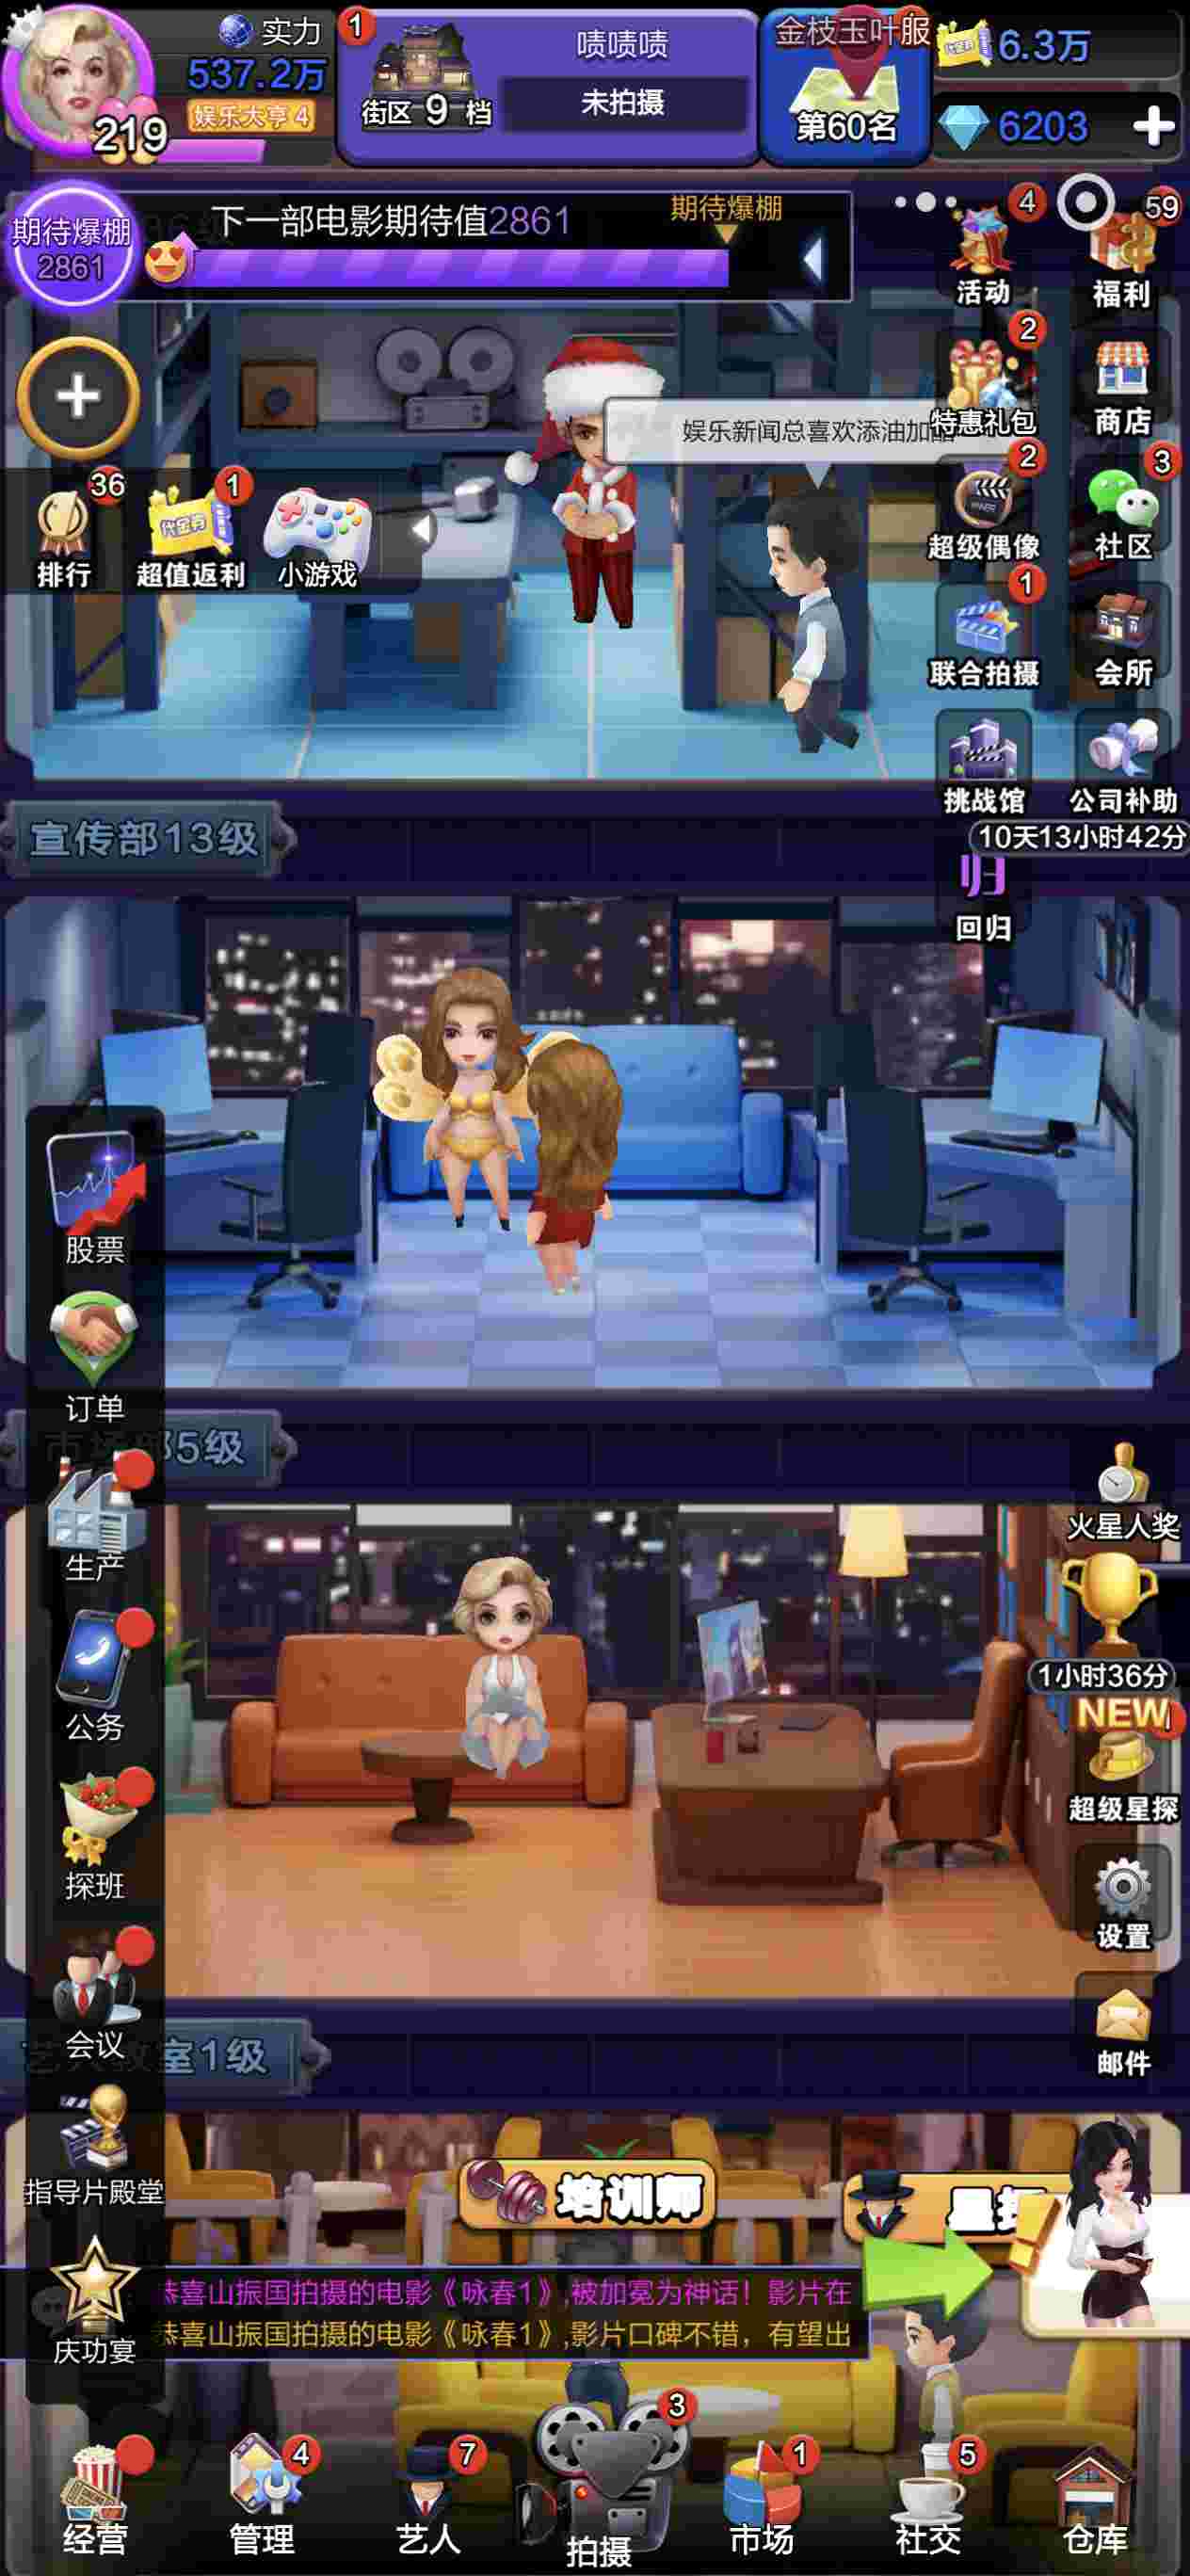 实力
537.2万
娱乐大亨4
219
1
街区9档
啧啧啧
未拍摄
金枝玉叶服
第60名
代金券
6.3万
6203
期待爆棚
2861
下一部电影期待值2861
期待爆棚
4
活动
59
福利
2
特惠礼包
商店
娱乐新闻总喜欢添油加醋
36
排行
1
超值返利
小游戏
2
超级偶像
3
社区
1
联合拍摄
会所
挑战馆
公司补助
10天13小时42分
宣传部13级
归
回归
股票
订单
市场部5级
生产
公务
探班
会议
火星人奖
1小时36分
NEW
超级星探
设置
邮件
室1级
指导片殿堂
培训师
星探
恭喜山振国拍摄的电影《咏春1》,被加冕为神话！影片在
恭喜山振国拍摄的电影《咏春1》,影片口碑不错，有望出
庆功宴
经营
4
管理
7
艺人
3
拍摄
1
市场
5
社交
仓库